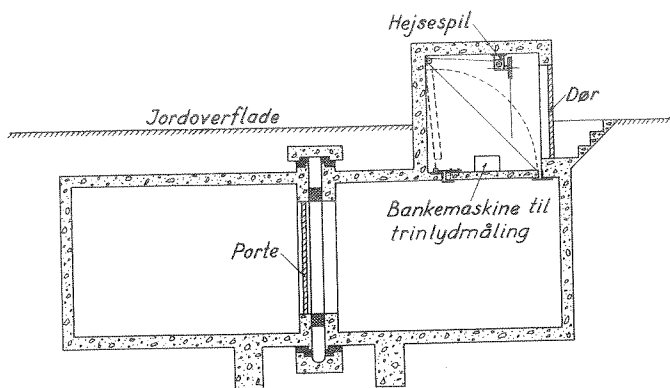 Hejsespil
Dør
Jordoverflade
Bankemaskine til
trinlydmåling
Porte